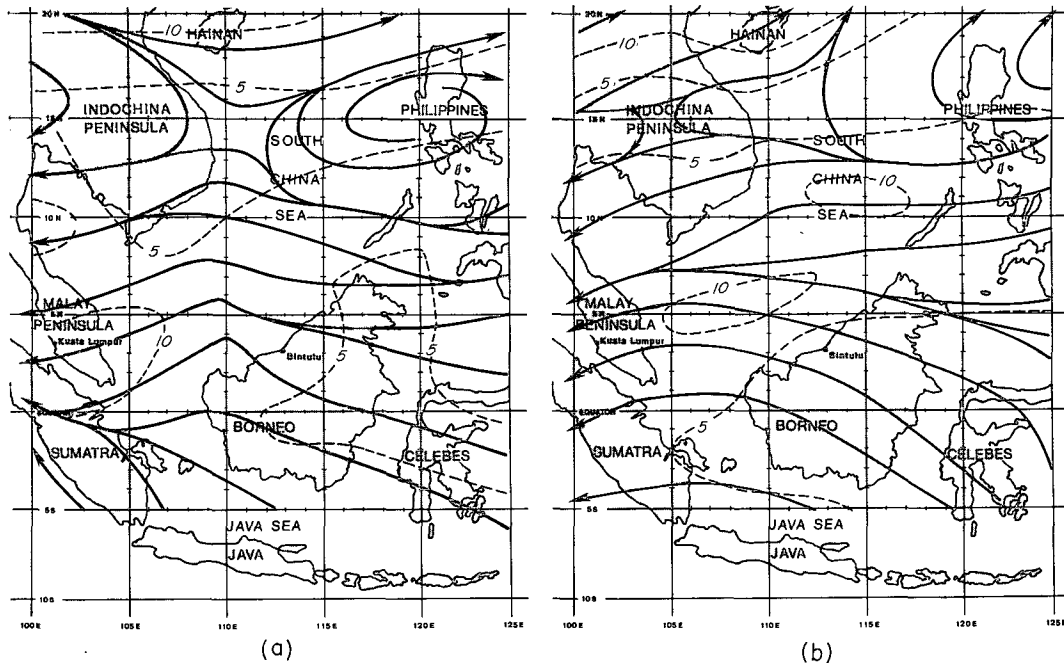 20N
10
HAINAN
5
INDOCHINA
PENINSULA
15N
PHILIPPINES
SOUTH
CHINA
10N
SEA
5
MALAY
5N
PENINSULA
10
Kuala Lumpur
Bintulu
5
5
EQUATOR
BORNEO
SUMATRA
CELEBES
5S
JAVA SEA
JAVA
10S
100E
105E
110E
115E
120E
125E
(a)
20N
10
HAINAN
5
INDOCHINA
15N
PENINSULA
PHILIPPINES
SOUTH
5
CHINA
10
10N
SEA
MALAY
10
5N
PENINSULA
Kuala Lumpur
Bintulu
EQUATOR
5
BORNEO
SUMATRA
CELEBES
5S
JAVA SEA
JAVA
10S
100E
105E
110E
115E
120E
125E
(b)